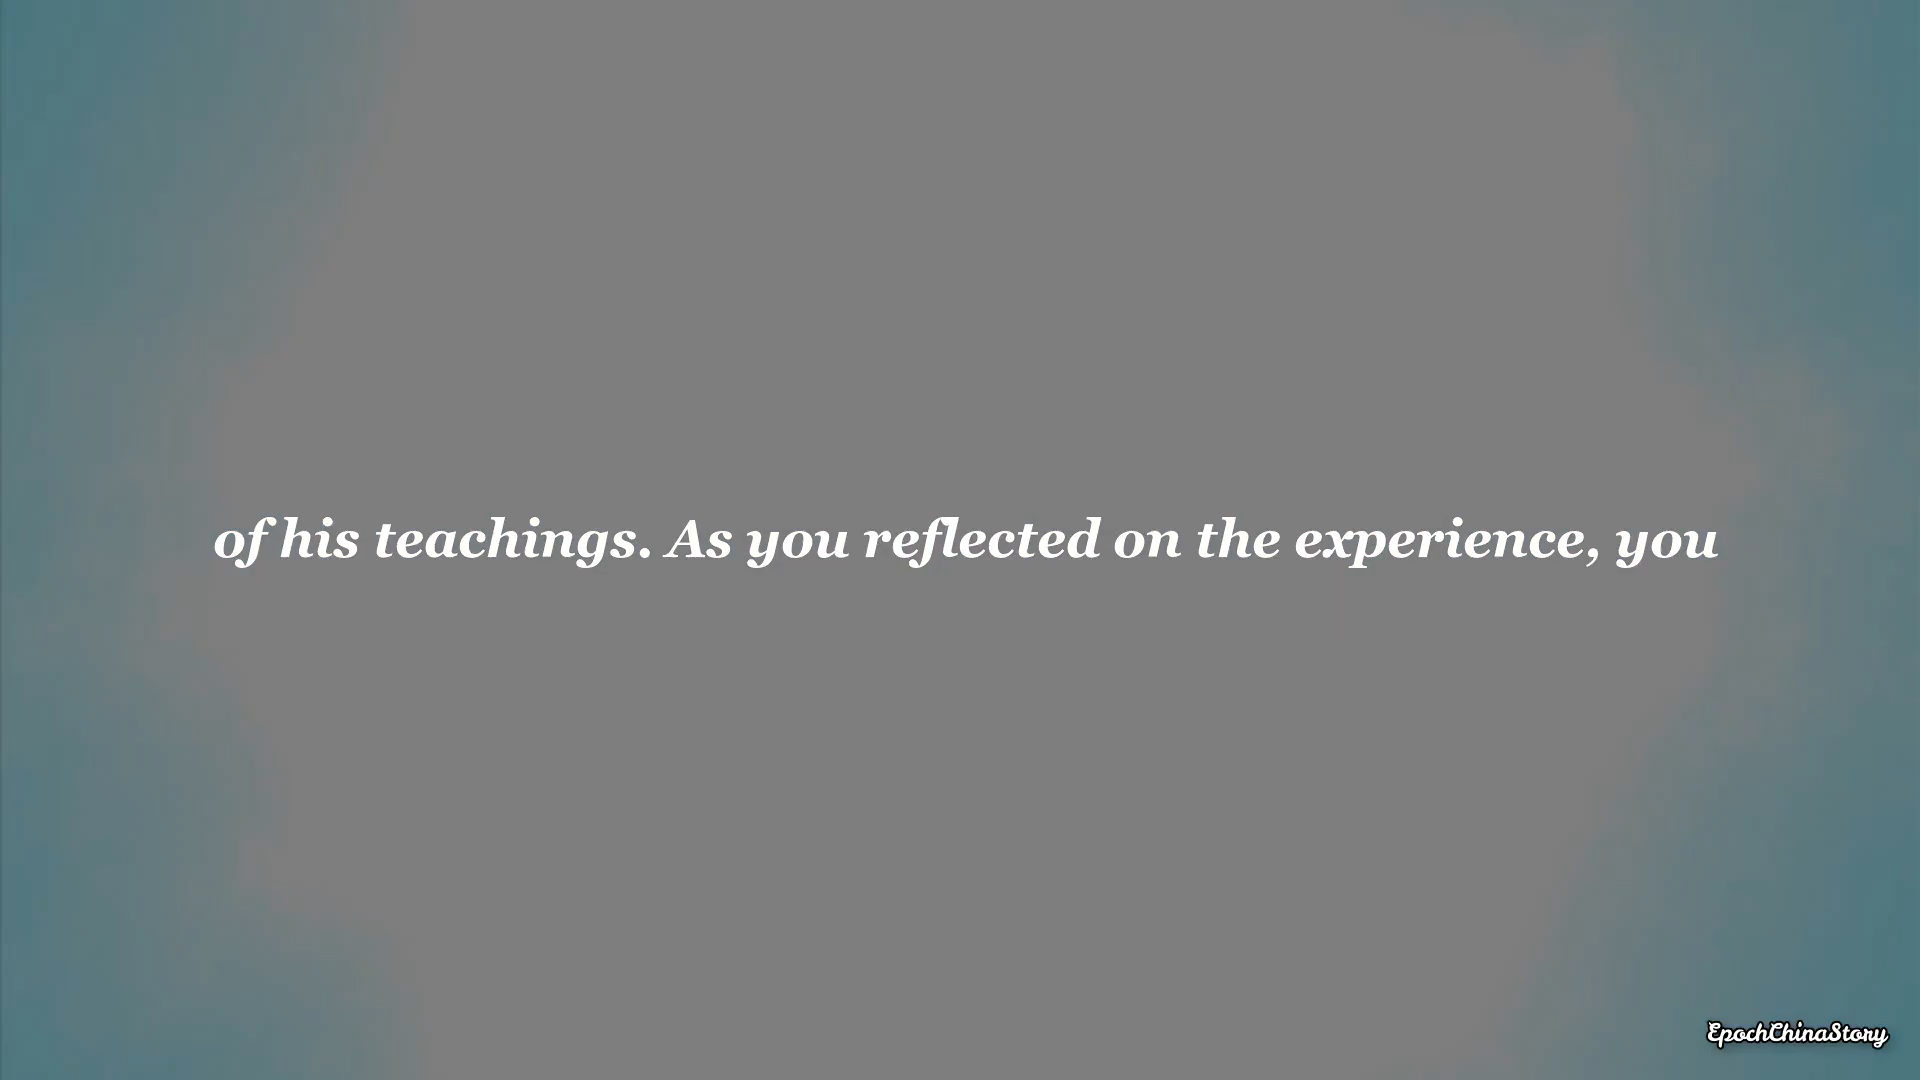 of his teachings. As you reflected on the experience, you
EpochChinaStory